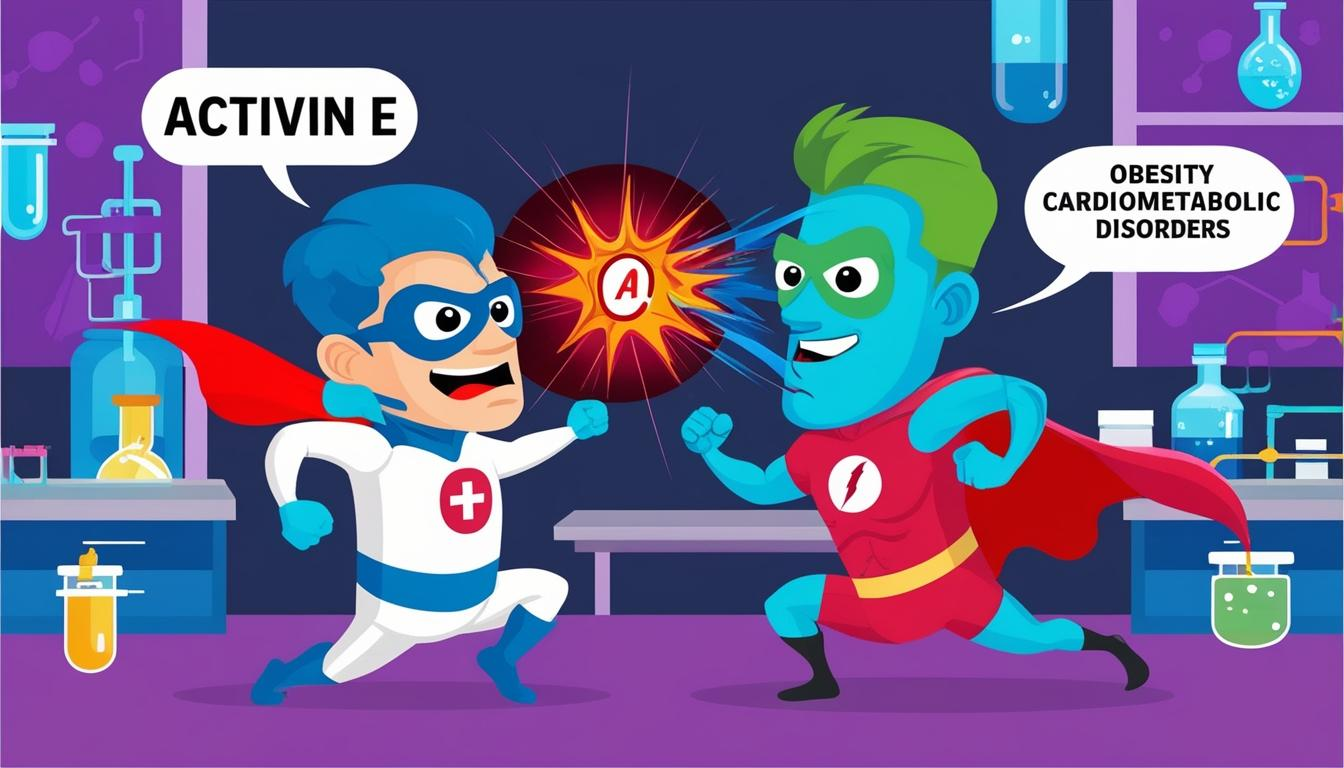 ACTIVIN E
A
OBESITY
CARDIOMETABOLIC
DISORDERS